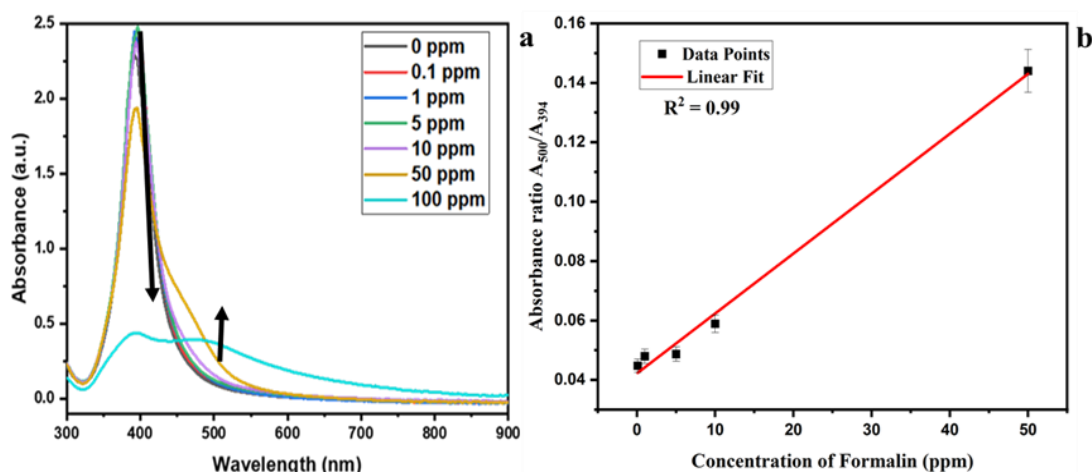 a
2.5
2.0
1.5
1.0
0.5
0.0
Absorbance (a.u.)
0 ppm
0.1 ppm
1 ppm
5 ppm
10 ppm
50 ppm
100 ppm
300 400 500 600 700 800 900
Wavelength (nm)
b
0.16
0.14
0.12
0.10
0.08
0.06
0.04
Absorbance ratio A500/A394
Data Points
Linear Fit
R² = 0.99
0 10 20 30 40 50
Concentration of Formalin (ppm)